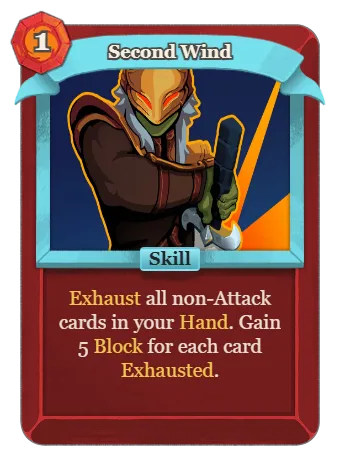 1
Second Wind
Skill
Exhaust all non-Attack
cards in your Hand. Gain
5 Block for each card
Exhausted.